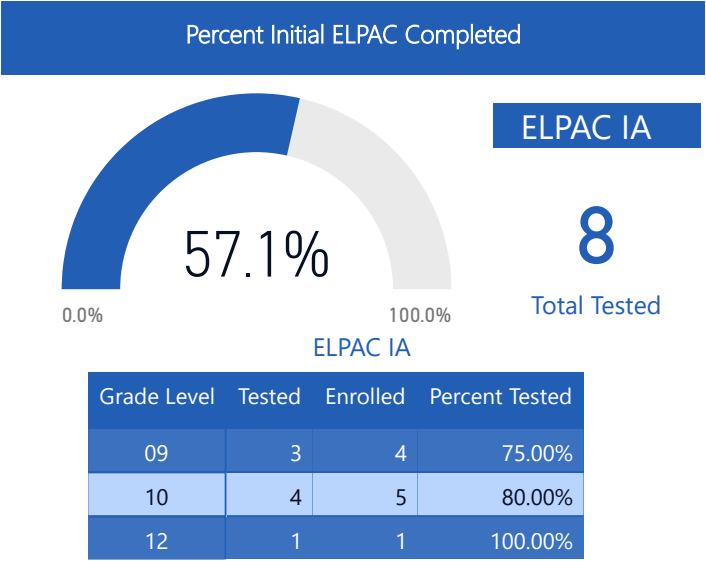 Percent Initial ELPAC Completed
ELPAC IA
57.1%
8
0.0%
100.0%
Total Tested
ELPAC IA
Grade Level Tested Enrolled Percent Tested
09 3 4 75.00%
10 4 5 80.00%
12 1 1 100.00%